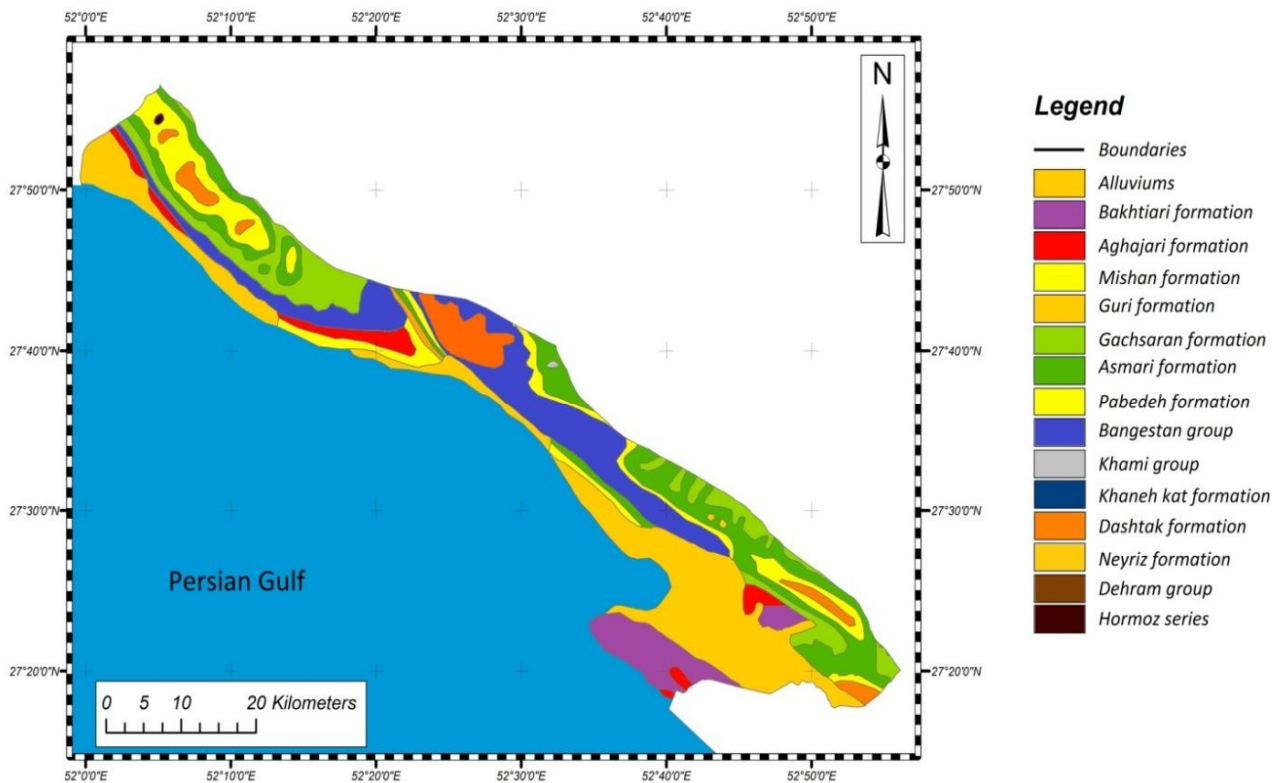 52°0'0"E 52°10'0"E 52°20'0"E 52°30'0"E 52°40'0"E 52°50'0"E
N
Legend
Boundaries
Alluviums
Bakhtiari formation
Aghajari formation
Mishan formation
Guri formation
Gachsaran formation
Asmari formation
Pabedeh formation
Bangestan group
Khami group
Khaneh kat formation
Dashtak formation
Neyriz formation
Dehram group
Hormoz series
27°50'0"N 27°50'0"N
27°40'0"N 27°40'0"N
27°30'0"N 27°30'0"N
Persian Gulf
27°20'0"N 27°20'0"N
0 5 10 20 Kilometers
52°0'0"E 52°10'0"E 52°20'0"E 52°30'0"E 52°40'0"E 52°50'0"E